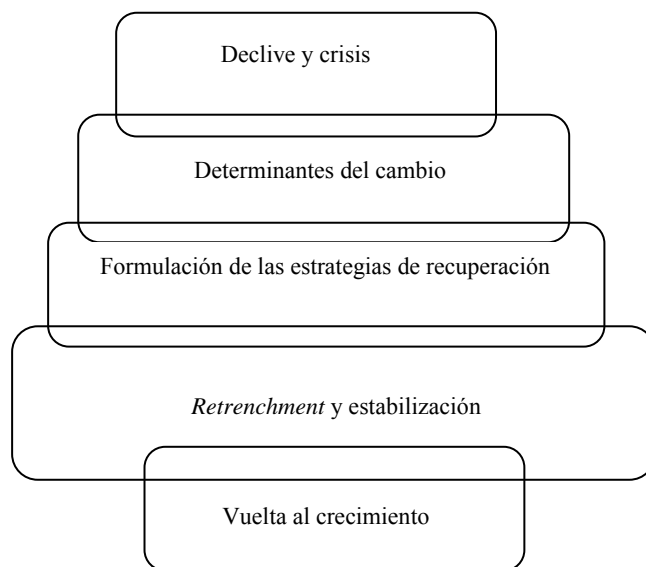 Declive y crisis
Determinantes del cambio
Formulación de las estrategias de recuperación
Retrenchment y estabilización
Vuelta al crecimiento